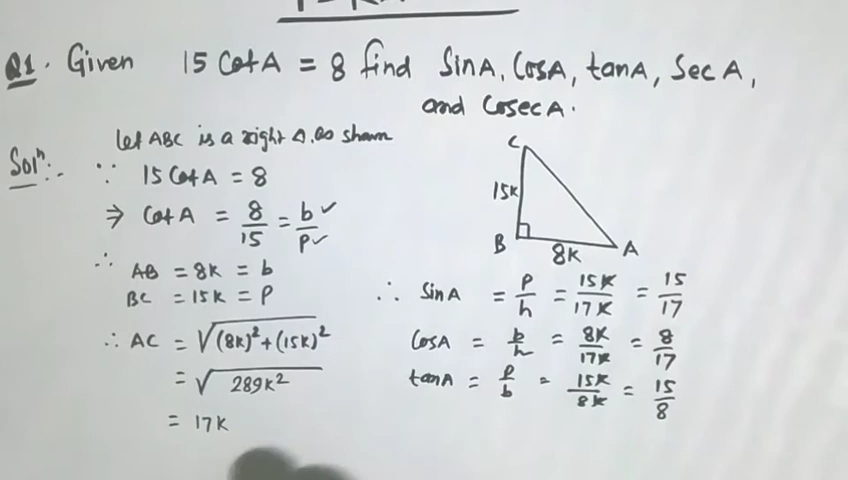 Q1. Given 15 Cot A = 8 find Sin A, Cos A, tan A, Sec A,
and Cosec A.
Solⁿ:- Let ABC is a right Δ. as shown
∵ 15 Cot A = 8
⇒ Cot A = 8/15 = b/p
∴ AB = 8K = b
BC = 15K = P
∴ AC = √(8K)² + (15K)²
= √289K²
= 17K
C
15K
B
8K
A
∴ Sin A = P/h = 15K/17K = 15/17
Cos A = b/h = 8K/17K = 8/17
tan A = P/b = 15K/8K = 15/8